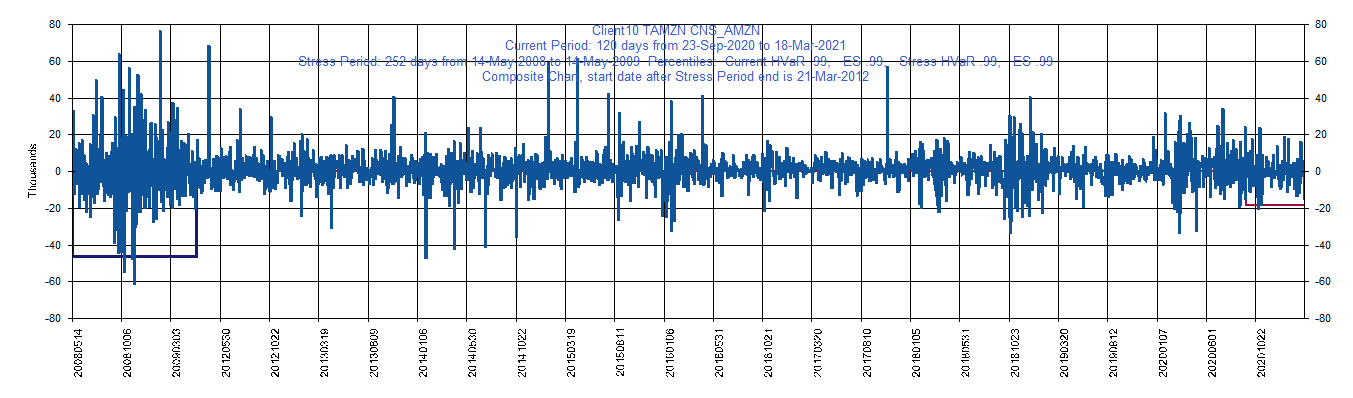 Client10 TAMZN CNS_AMZN
Current Period: 120 days from 23-Sep-2020 to 18-Mar-2021
Stress Period: 252 days from 14-May-2008 to 14-May-2009 Percentiles: Current HVaR .99, ES .99, Stress HVaR .99, ES .99
Composite Chart, start date after Stress Period end is 21-Mar-2012
Thousands
80 80
60 60
40 40
20 20
0 0
-20 -20
-40 -40
-60 -60
-80 -80
20080514 20081006 20090303 20120530 20121022 20130319 20130809 20140106 20140530 20141022 20150319 20150811 20160106 20160531 20161021 20170320 20170810 20180105 20180531 20181023 20190320 20190812 20200107 20200601 20201022